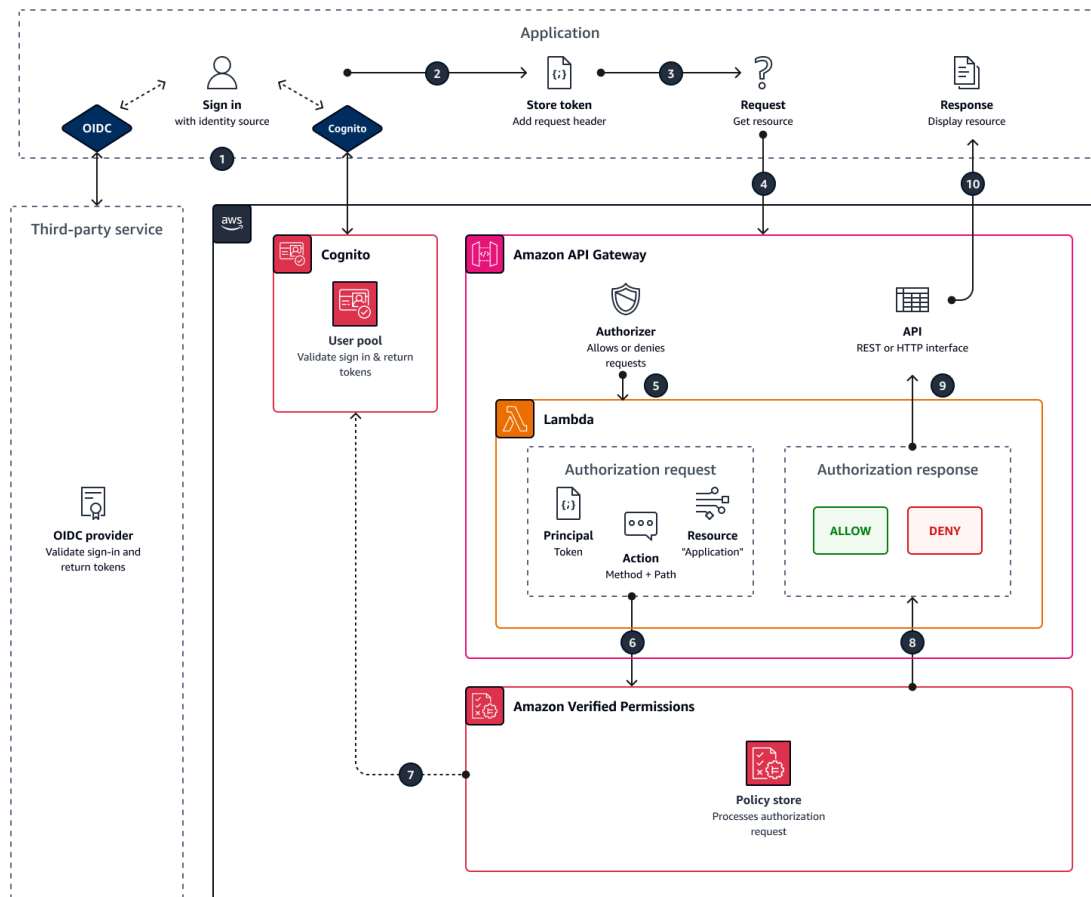 Application
2
3
{;}
Sign in
with identity source
Store token
Add request header
Request
Get resource
Response
Display resource
OIDC
Cognito
1
4
10
Third-party service
aws
Cognito
User pool
Validate sign in & return
tokens
Amazon API Gateway
</>
Authorizer
Allows or denies
requests
API
REST or HTTP interface
5
9
Lambda
Authorization request
{;}
Principal
Token
Action
Method + Path
Resource
"Application"
Authorization response
ALLOW
DENY
OIDC provider
Validate sign-in and
return tokens
6
8
Amazon Verified Permissions
7
Policy store
Processes authorization
request